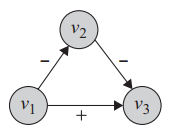 v₂
– –
v₁ v₃
+